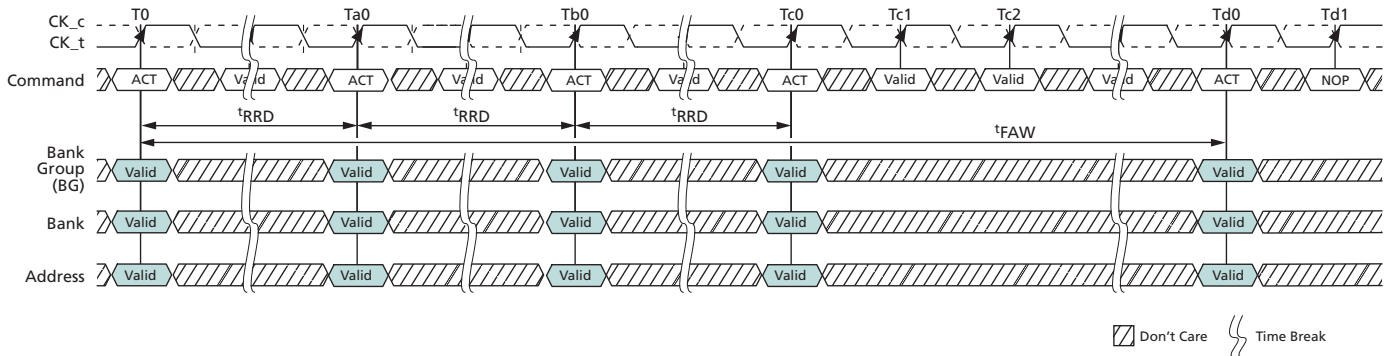 T0 Ta0 Tb0 Tc0 Tc1 Tc2 Td0 Td1
CK_c
CK_t
Command ACT Valid ACT Valid ACT Valid ACT Valid Valid Valid ACT NOP
tRRD tRRD tRRD
tFAW
Bank
Group
(BG) Valid Valid Valid Valid Valid
Bank Valid Valid Valid Valid Valid
Address Valid Valid Valid Valid Valid
Don't Care Time Break